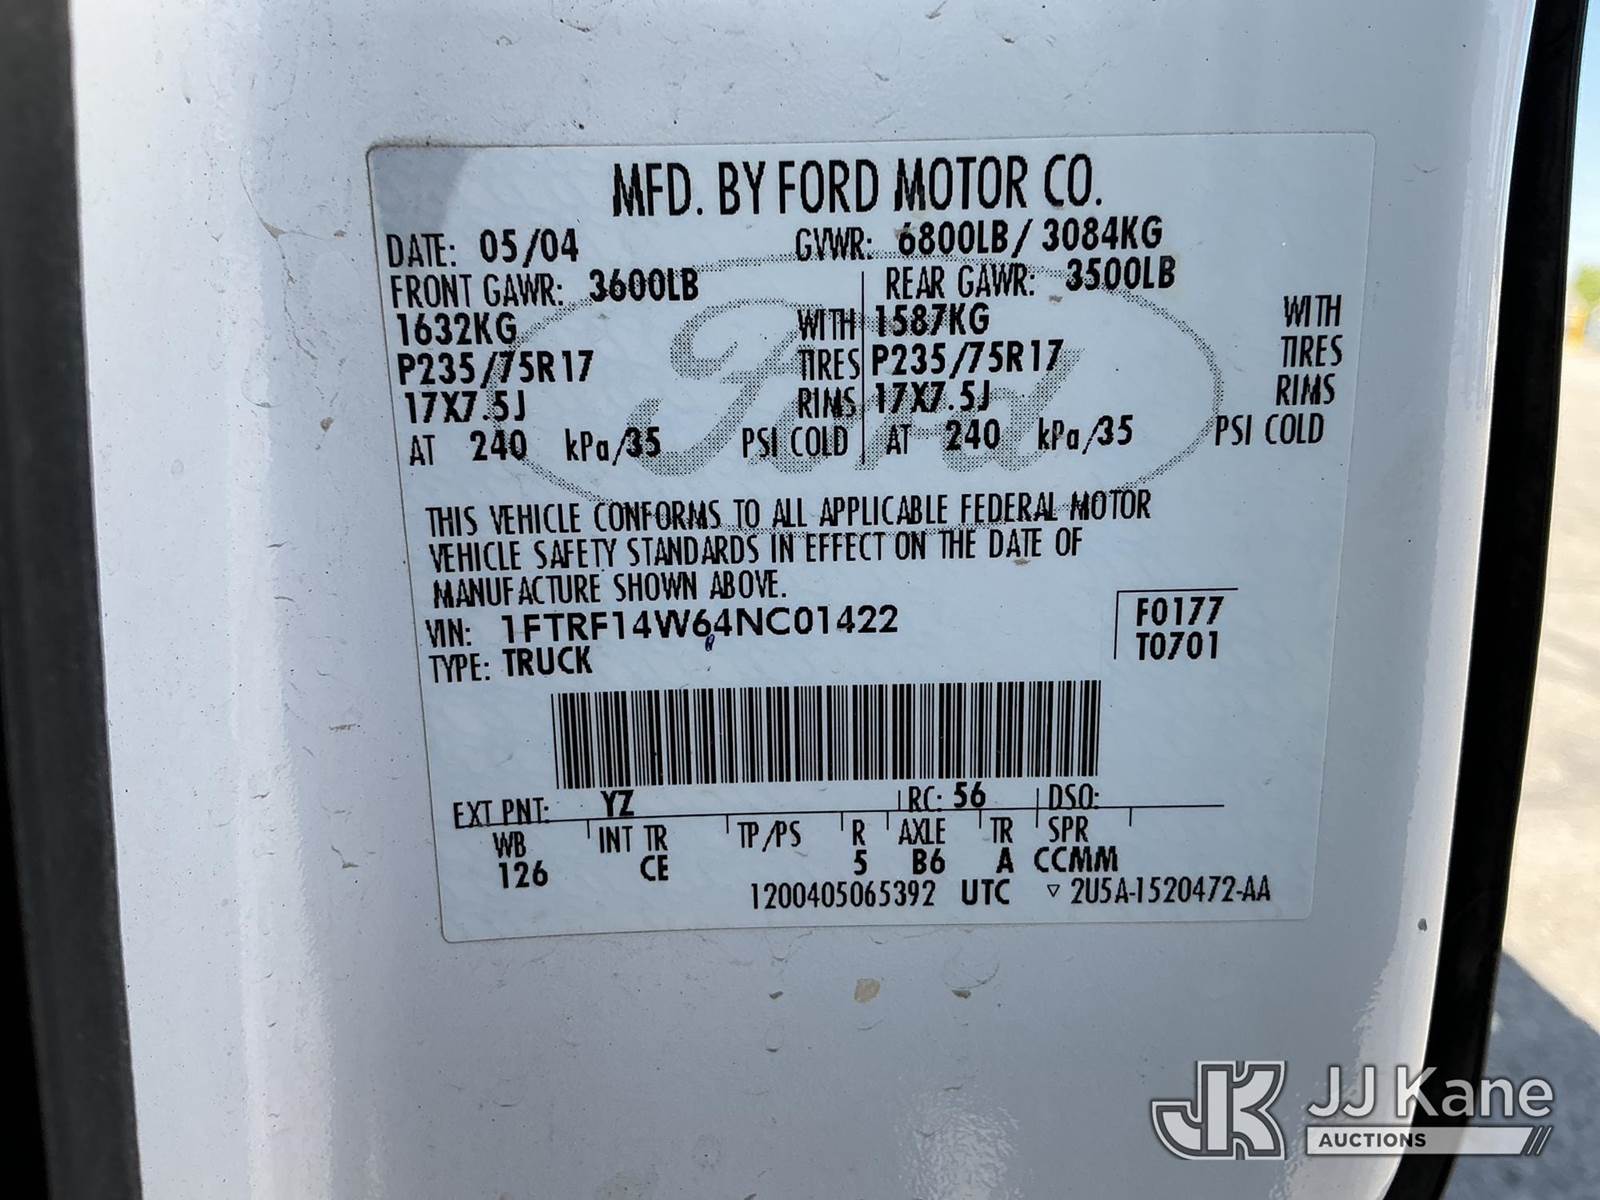 MFD. BY FORD MOTOR CO.
DATE: 05/04 GVWR: 6800LB/ 3084KG
FRONT GAWR: 3600LB REAR GAWR: 3500LB
1632KG WITH 1587KG WITH
P235/75R17 TIRES P235/75R17 TIRES
17X7.5J RIMS 17X7.5J RIMS
AT 240 kPa/35 PSI COLD AT 240 kPa/35 PSI COLD
Ford
THIS VEHICLE CONFORMS TO ALL APPLICABLE FEDERAL MOTOR
VEHICLE SAFETY STANDARDS IN EFFECT ON THE DATE OF
MANUFACTURE SHOWN ABOVE.
VIN: 1FTRF14W64NC01422 F0177
TYPE: TRUCK T0701
EXT PNT: YZ RC: 56 DSO:
WB INT TR TP/PS R AXLE TR SPR
126 CE 5 B6 A CCMM
1200405065392 UTC ▽ 2U5A-1520472-AA
JK JJ Kane
AUCTIONS